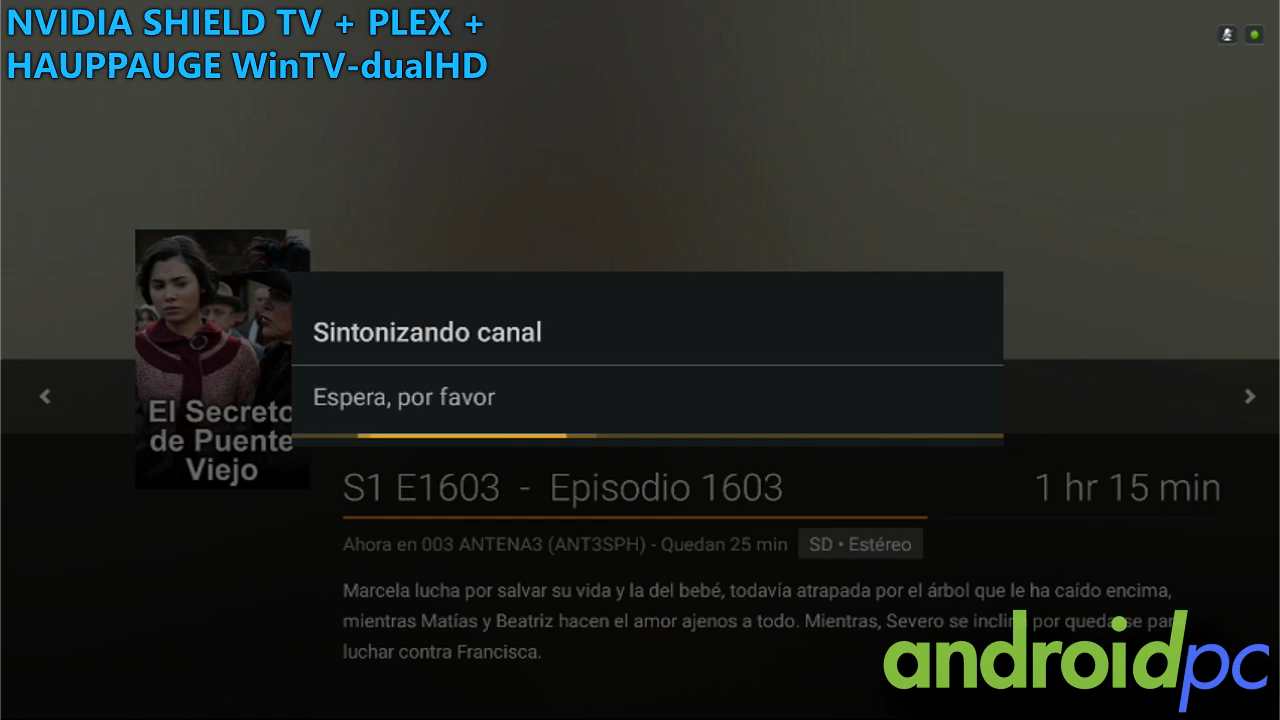 NVIDIA SHIELD TV + PLEX +
HAUPPAUGE WinTV-dualHD
Sintonizando canal
Espera, por favor
El Secreto
de Puente
Viejo
S1 E1603 - Episodio 1603
1 hr 15 min
Ahora en 003 ANTENA3 (ANT3SPH) - Quedan 25 min
SD • Estéreo
Marcela lucha por salvar su vida y la del bebé, todavía atrapada por el árbol que le ha caído encima,
mientras Matías y Beatriz hacen el amor ajenos a todo. Mientras, Severo se inclina por quedarse para
luchar contra Francisca.
androidpc